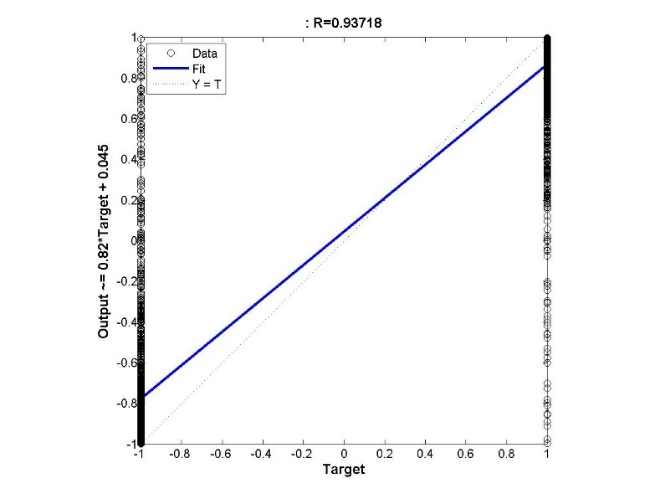 : R=0.93718
Data
Fit
Y = T
Output ~= 0.82*Target + 0.045
1
0.8
0.6
0.4
0.2
0
-0.2
-0.4
-0.6
-0.8
-1
-1 -0.8 -0.6 -0.4 -0.2 0 0.2 0.4 0.6 0.8 1
Target